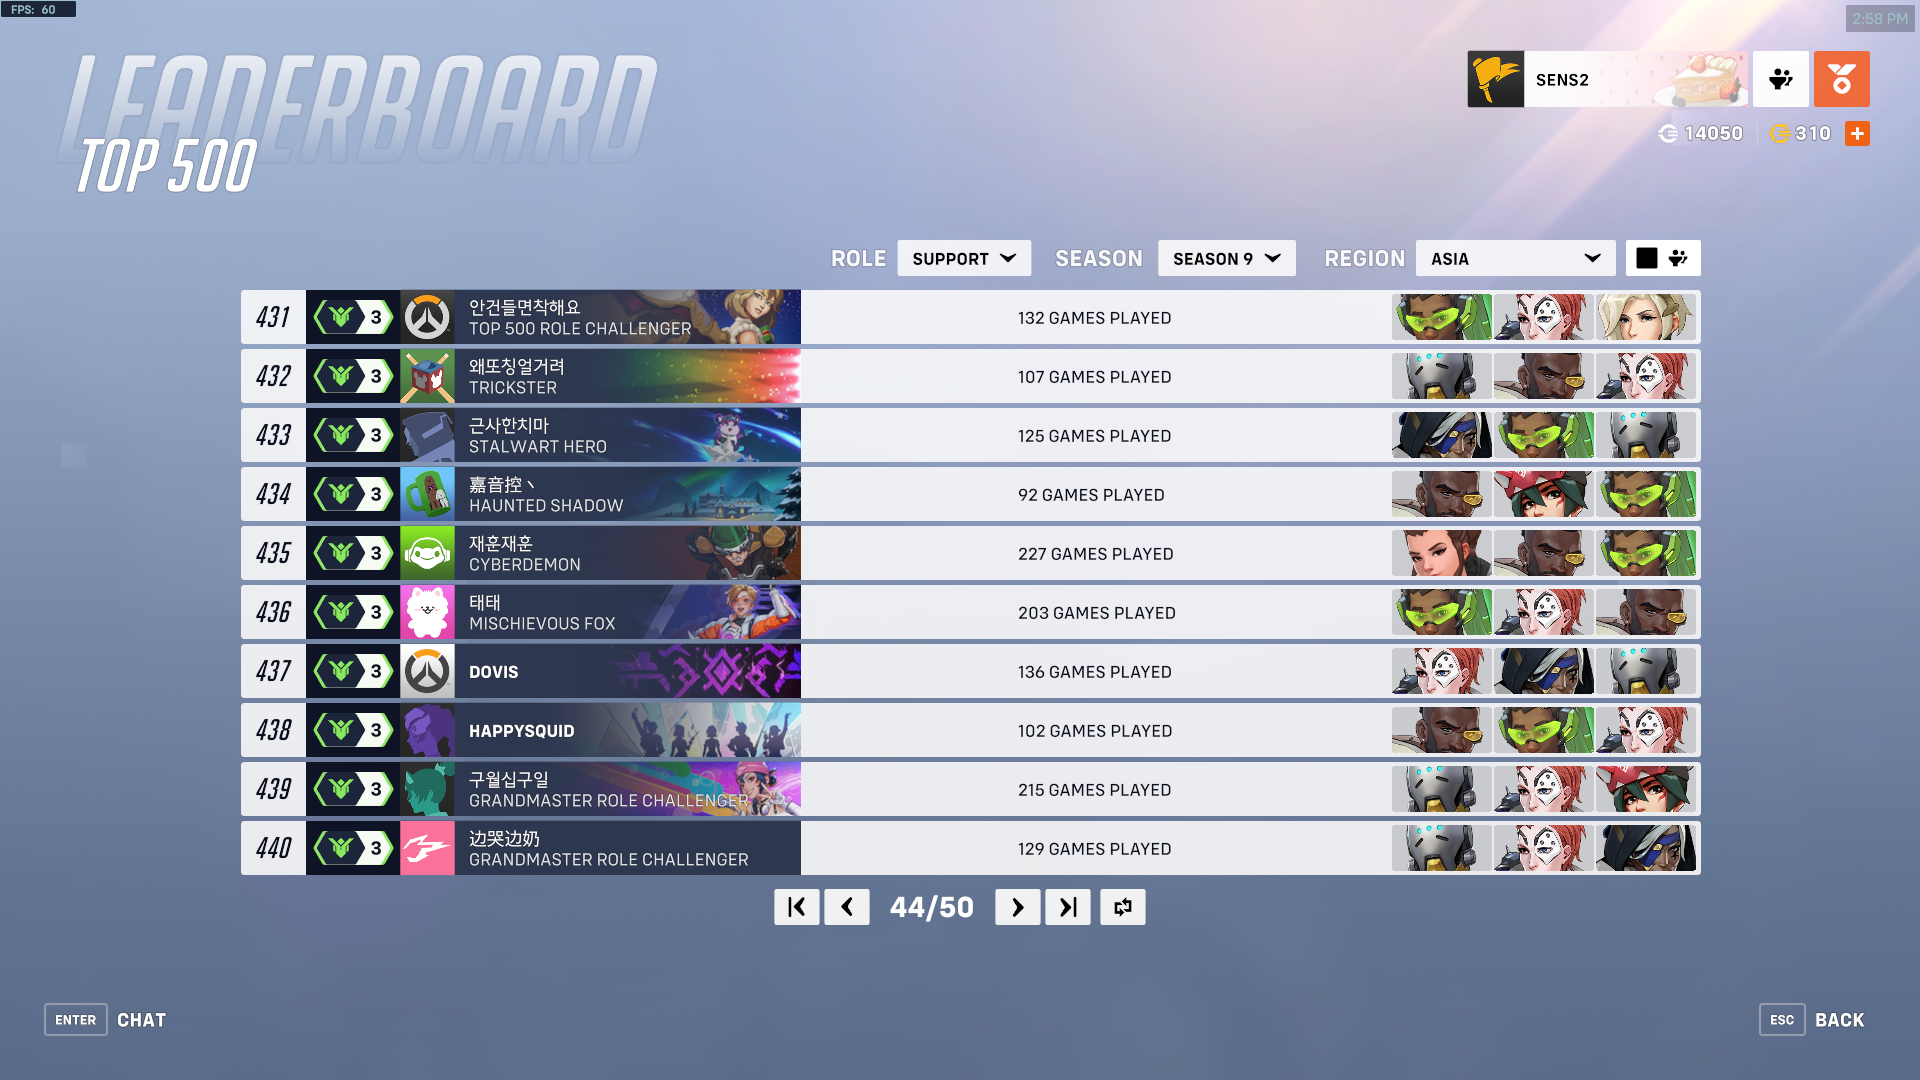 FPS: 60
2:58 PM
LEADERBOARD
TOP 500
SENS2
14050
310
ROLE SUPPORT SEASON SEASON 9 REGION ASIA
431 3 안건들면착해요 132 GAMES PLAYED
TOP 500 ROLE CHALLENGER
432 3 왜또칭얼거려 107 GAMES PLAYED
TRICKSTER
433 3 근사한치마 125 GAMES PLAYED
STALWART HERO
434 3 嘉音控丶 92 GAMES PLAYED
HAUNTED SHADOW
435 3 재훈재훈 227 GAMES PLAYED
CYBERDEMON
436 3 태태 203 GAMES PLAYED
MISCHIEVOUS FOX
437 3 DOVIS 136 GAMES PLAYED
438 3 HAPPYSQUID 102 GAMES PLAYED
439 3 구월십구일 215 GAMES PLAYED
GRANDMASTER ROLE CHALLENGER
440 3 边哭边奶 129 GAMES PLAYED
GRANDMASTER ROLE CHALLENGER
44/50
ENTER CHAT
ESC BACK